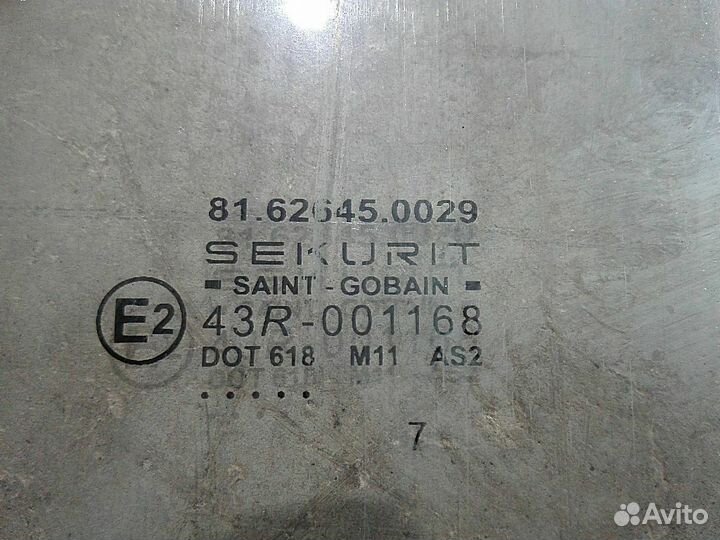 81.62645.0029
SEKURIT
SAINT - GOBAIN
E2
43R-001168
DOT 618 M11 AS2
.....
7
Avito